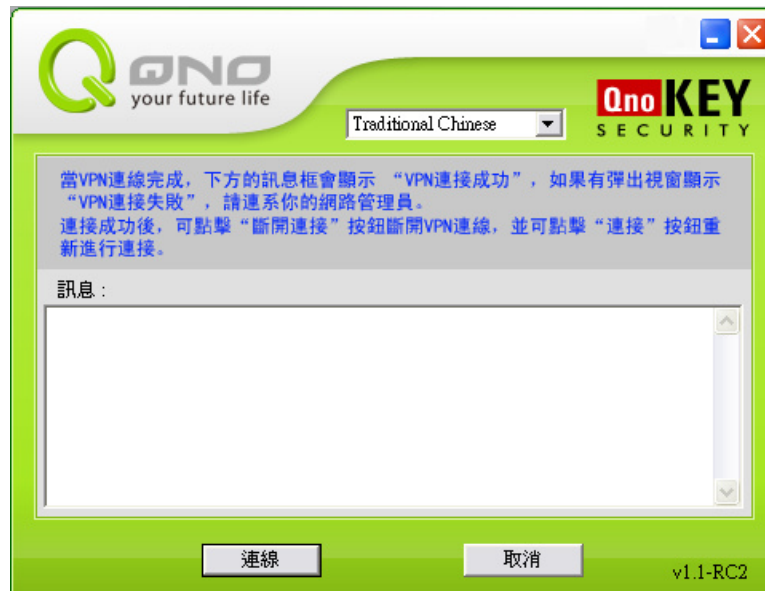 QNO
your future life
Traditional Chinese
Qno KEY
SECURITY
當VPN連線完成，下方的訊息框會顯示 “VPN連接成功”，如果有彈出視窗顯示
“VPN連接失敗”，請連系你的網路管理員。
連接成功後，可點擊“斷開連接”按鈕斷開VPN連線，並可點擊“連接”按鈕重
新進行連接。
訊息：
連線
取消
v1.1-RC2